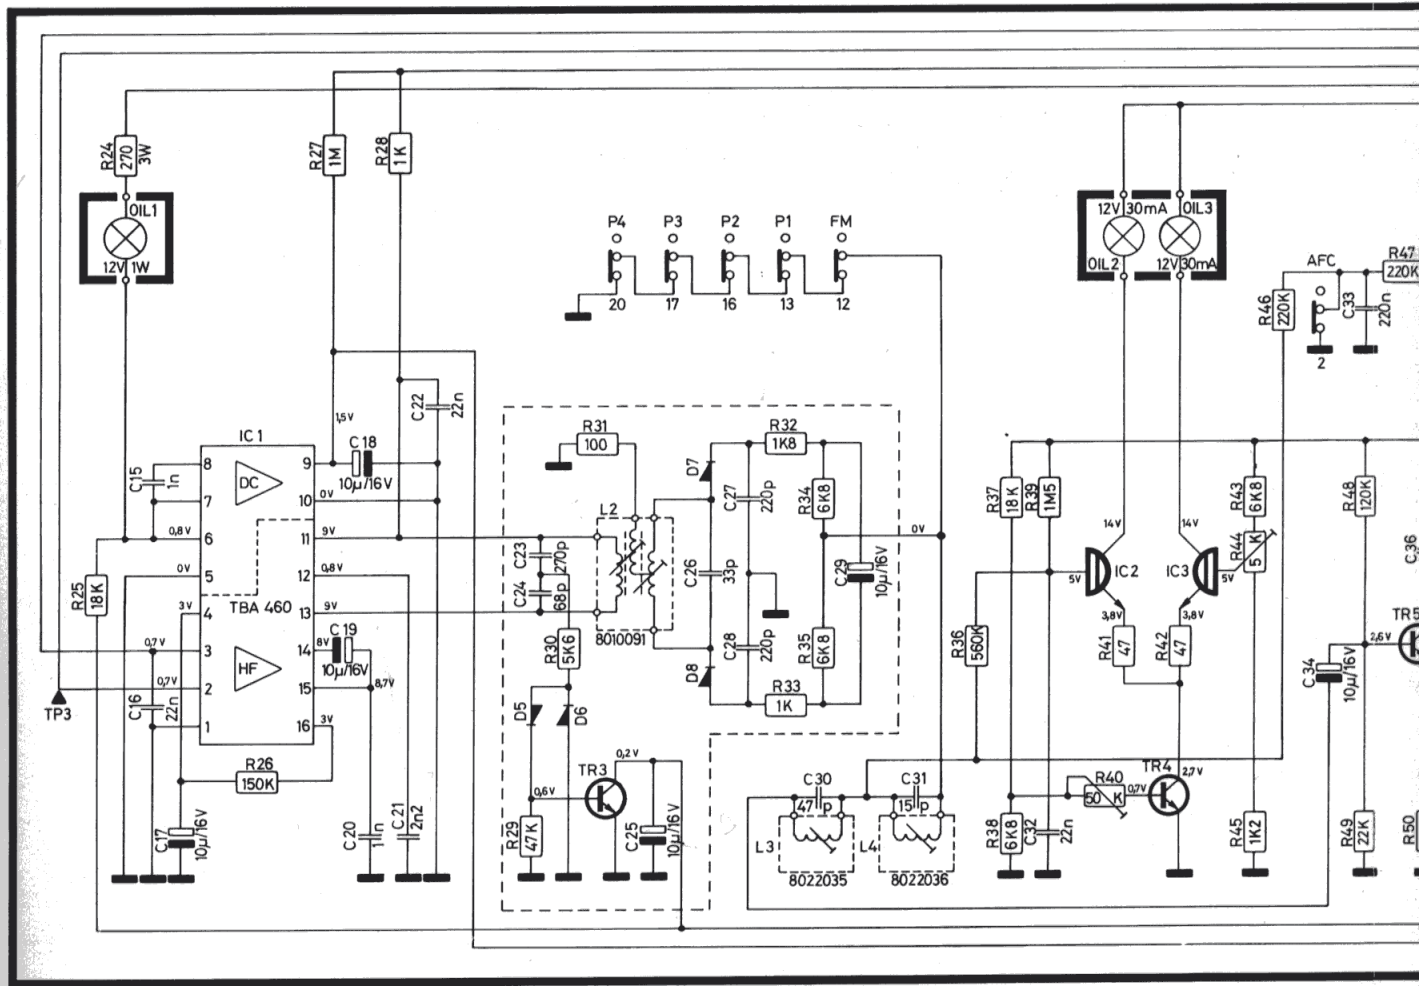 R24
270
3W
OIL1
12V 1W
R27
1M
R28
1K
P4
P3
P2
P1
FM
20
17
16
13
12
12V 30mA
OIL3
OIL2
12V 30mA
AFC
R47
220K
R46
220K
C33
220n
2
C22
22n
1,5V
IC1
C18
10µ/16V
C15
1n
8
7
6
5
4
3
2
1
DC
TBA 460
HF
9
10
11
12
13
14
15
16
0V
9V
0,8V
9V
8V
8,7V
3V
0,8V
0V
3V
0,7V
0,7V
R25
18K
C19
10µ/16V
TP3
C16
22n
R26
150K
C17
10µ/16V
C20
1n
C21
2n2
R31
100
L2
8010091
C23
270p
C24
68p
R30
5K6
D5
D6
TR3
0,2V
0,6V
R29
47K
C25
10µ/16V
D7
D8
C26
33p
C27
220p
C28
220p
R32
1K8
R33
1K
R34
6K8
R35
6K8
C29
10µ/16V
0V
C30
47p
C31
15p
L3
8022035
L4
8022036
R36
560K
R37
18K
R39
1M5
R38
6K8
C32
22n
R40
50 K
0,7V
TR4
2,7V
14V
14V
IC2
IC3
5V
5V
3,8V
3,8V
R41
47
R42
47
R43
6K8
R44
5 K
R45
1K2
R48
120K
C36
TR5
2,6V
C34
10µ/16V
R49
22K
R50